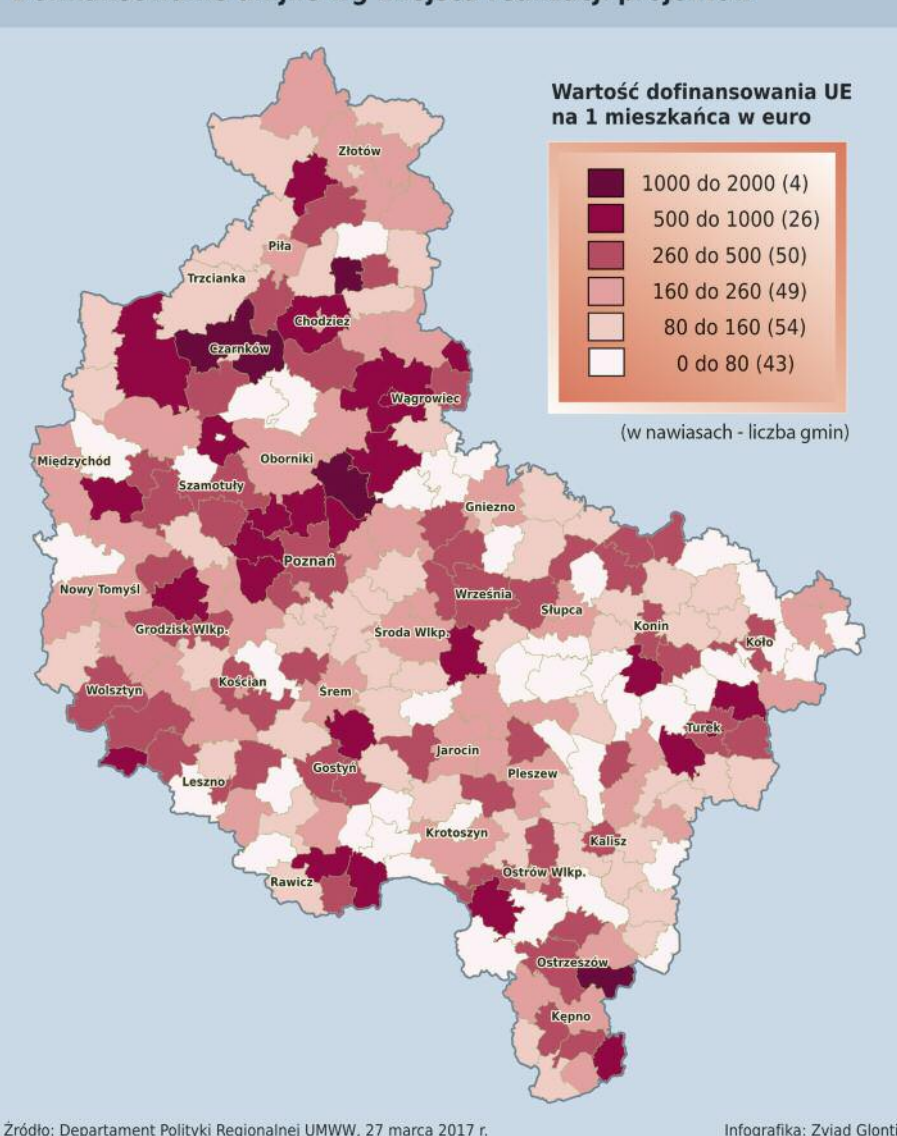 Wartość dofinansowania UE
na 1 mieszkańca w euro
1000 do 2000 (4)
500 do 1000 (26)
260 do 500 (50)
160 do 260 (49)
80 do 160 (54)
0 do 80 (43)
(w nawiasach - liczba gmin)
Złotów
Piła
Trzcianka
Chodzież
Czarnków
Wągrowiec
Międzychód
Oborniki
Szamotuły
Gniezno
Poznań
Nowy Tomyśl
Września
Słupca
Grodzisk Wlkp.
Środa Wlkp.
Konin
Koło
Kościan
Wolsztyn
Śrem
Turek
Jarocin
Gostyń
Pleszew
Leszno
Krotoszyn
Kalisz
Ostrów Wlkp.
Rawicz
Ostrzeszów
Kępno
Źródło: Departament Polityki Regionalnej UMWW, 27 marca 2017 r.
Infografika: Zviad Glonti